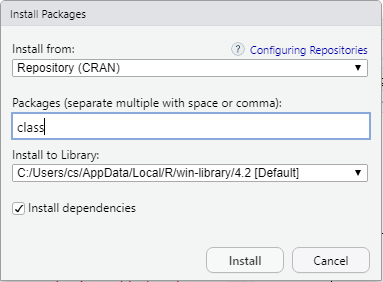 Install Packages
Install from:
? Configuring Repositories
Repository (CRAN)
Packages (separate multiple with space or comma):
class
Install to Library:
C:/Users/cs/AppData/Local/R/win-library/4.2 [Default]
Install dependencies
Install Cancel